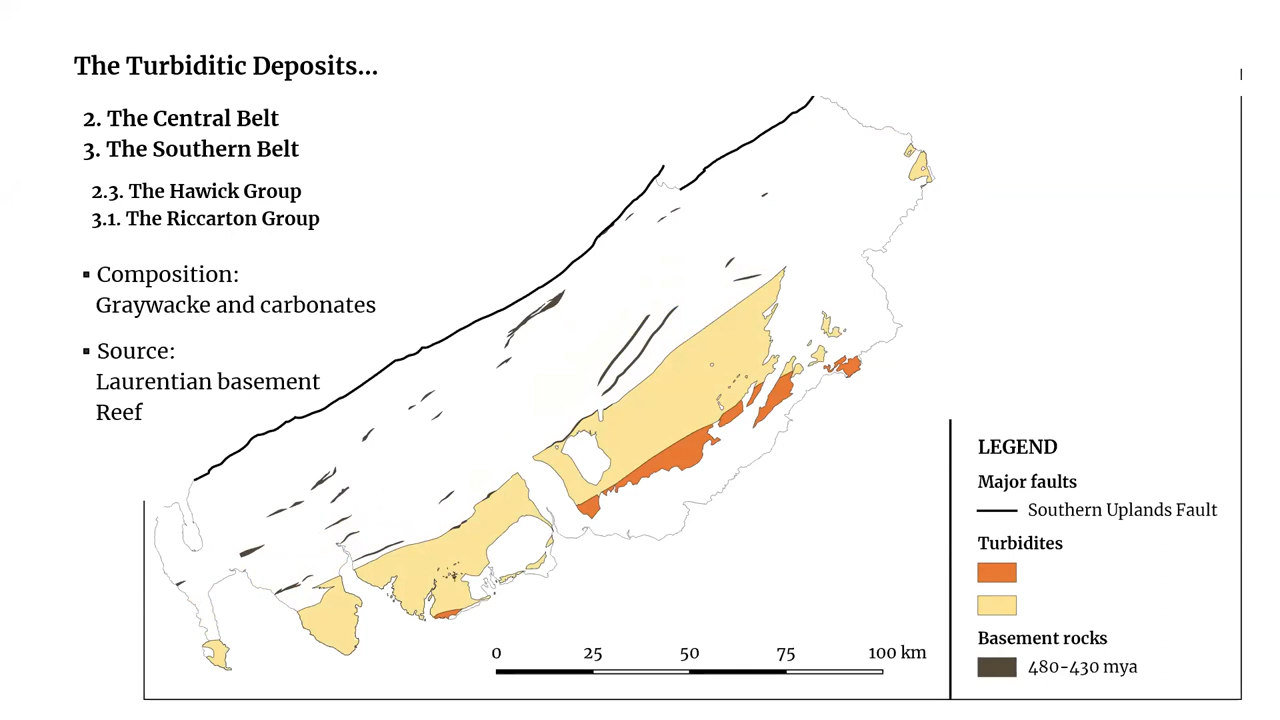 The Turbiditic Deposits...
2. The Central Belt
3. The Southern Belt
2.3. The Hawick Group
3.1. The Riccarton Group
▪ Composition:
Graywacke and carbonates
▪ Source:
Laurentian basement
Reef
LEGEND
Major faults
Southern Uplands Fault
Turbidites
Basement rocks
480-430 mya
0 25 50 75 100 km